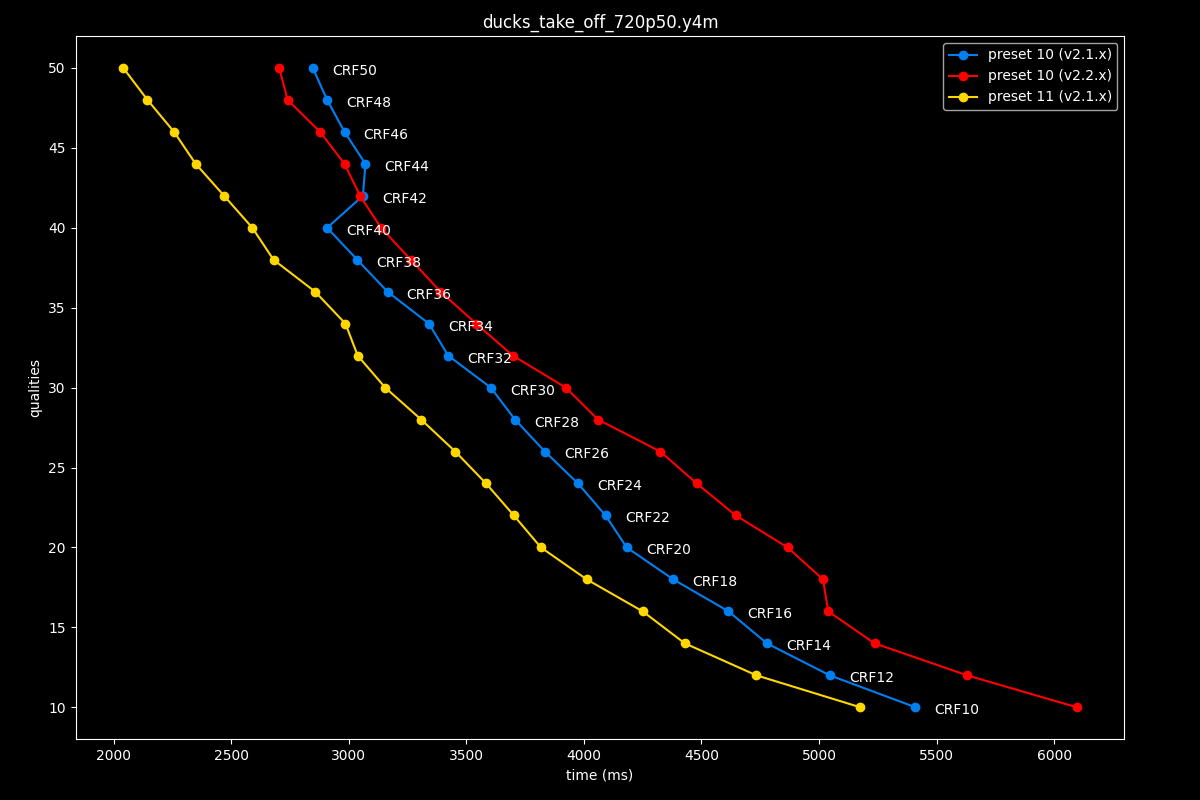 ducks_take_off_720p50.y4m
preset 10 (v2.1.x)
preset 10 (v2.2.x)
preset 11 (v2.1.x)
50
45
40
35
30
25
20
15
10
qualities
CRF50
CRF48
CRF46
CRF44
CRF42
CRF40
CRF38
CRF36
CRF34
CRF32
CRF30
CRF28
CRF26
CRF24
CRF22
CRF20
CRF18
CRF16
CRF14
CRF12
CRF10
2000 2500 3000 3500 4000 4500 5000 5500 6000
time (ms)